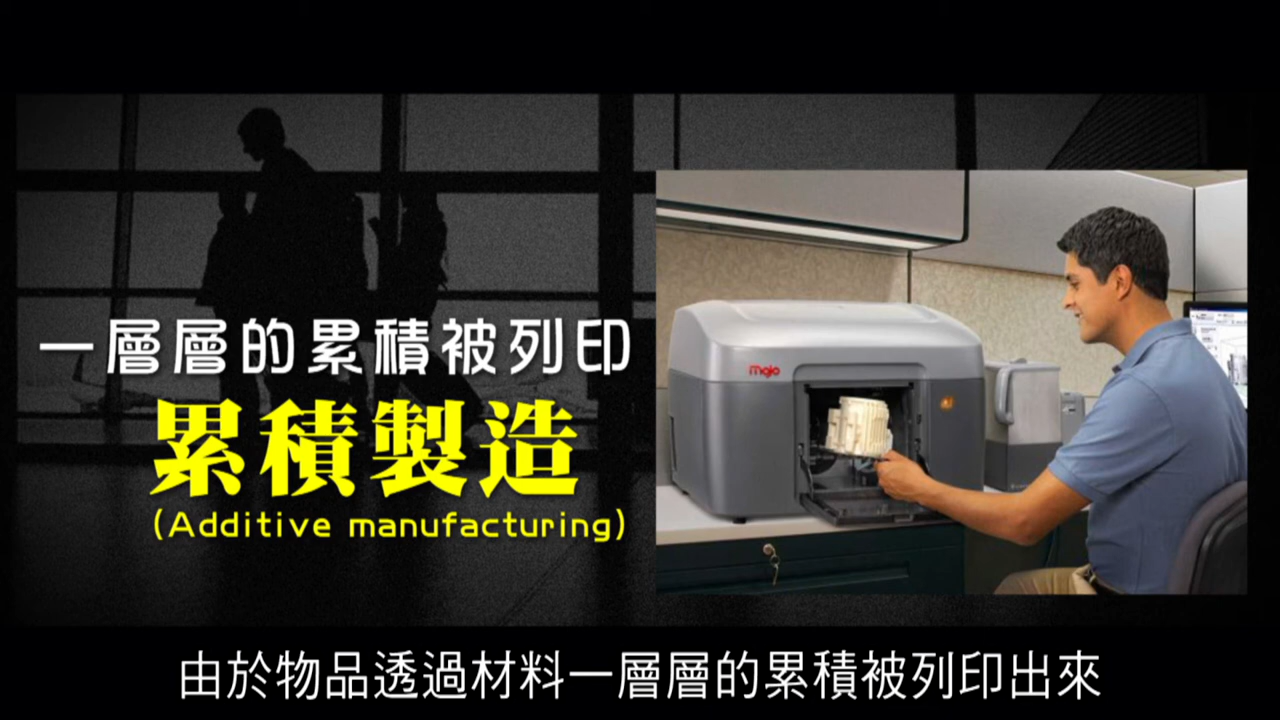 一層層的累積被列印
累積製造
(Additive manufacturing)
mojo
由於物品透過材料一層層的累積被列印出來